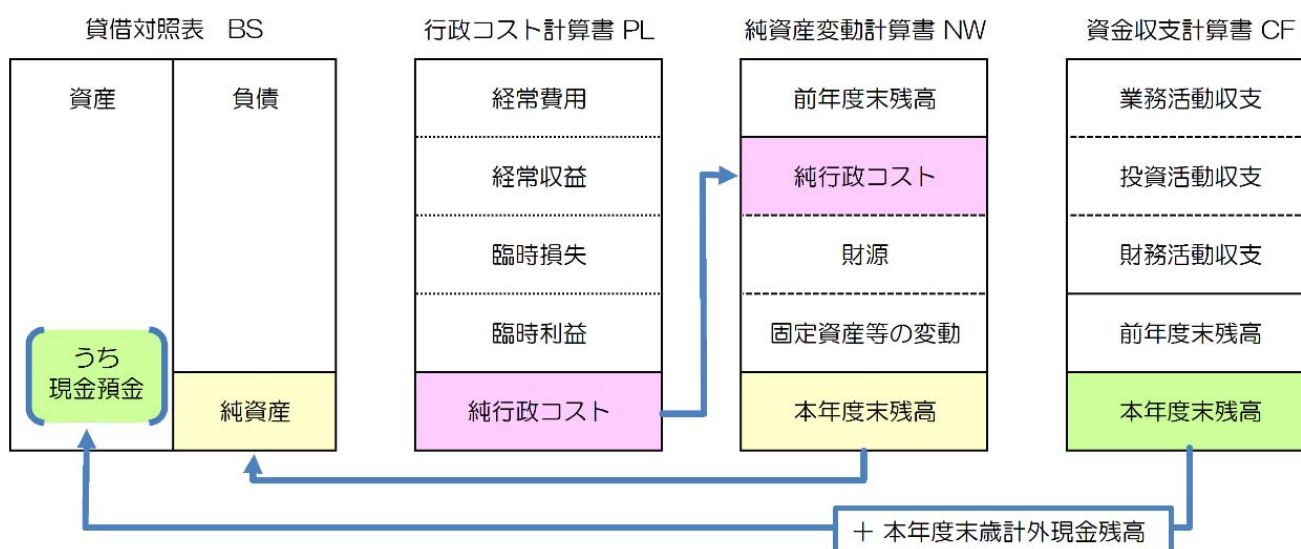 貸借対照表　BS
資産
負債
うち
現金預金
純資産
行政コスト計算書 PL
経常費用
経常収益
臨時損失
臨時利益
純行政コスト
純資産変動計算書 NW
前年度末残高
純行政コスト
財源
固定資産等の変動
本年度末残高
資金収支計算書 CF
業務活動収支
投資活動収支
財務活動収支
前年度末残高
本年度末残高
＋ 本年度末歳計外現金残高